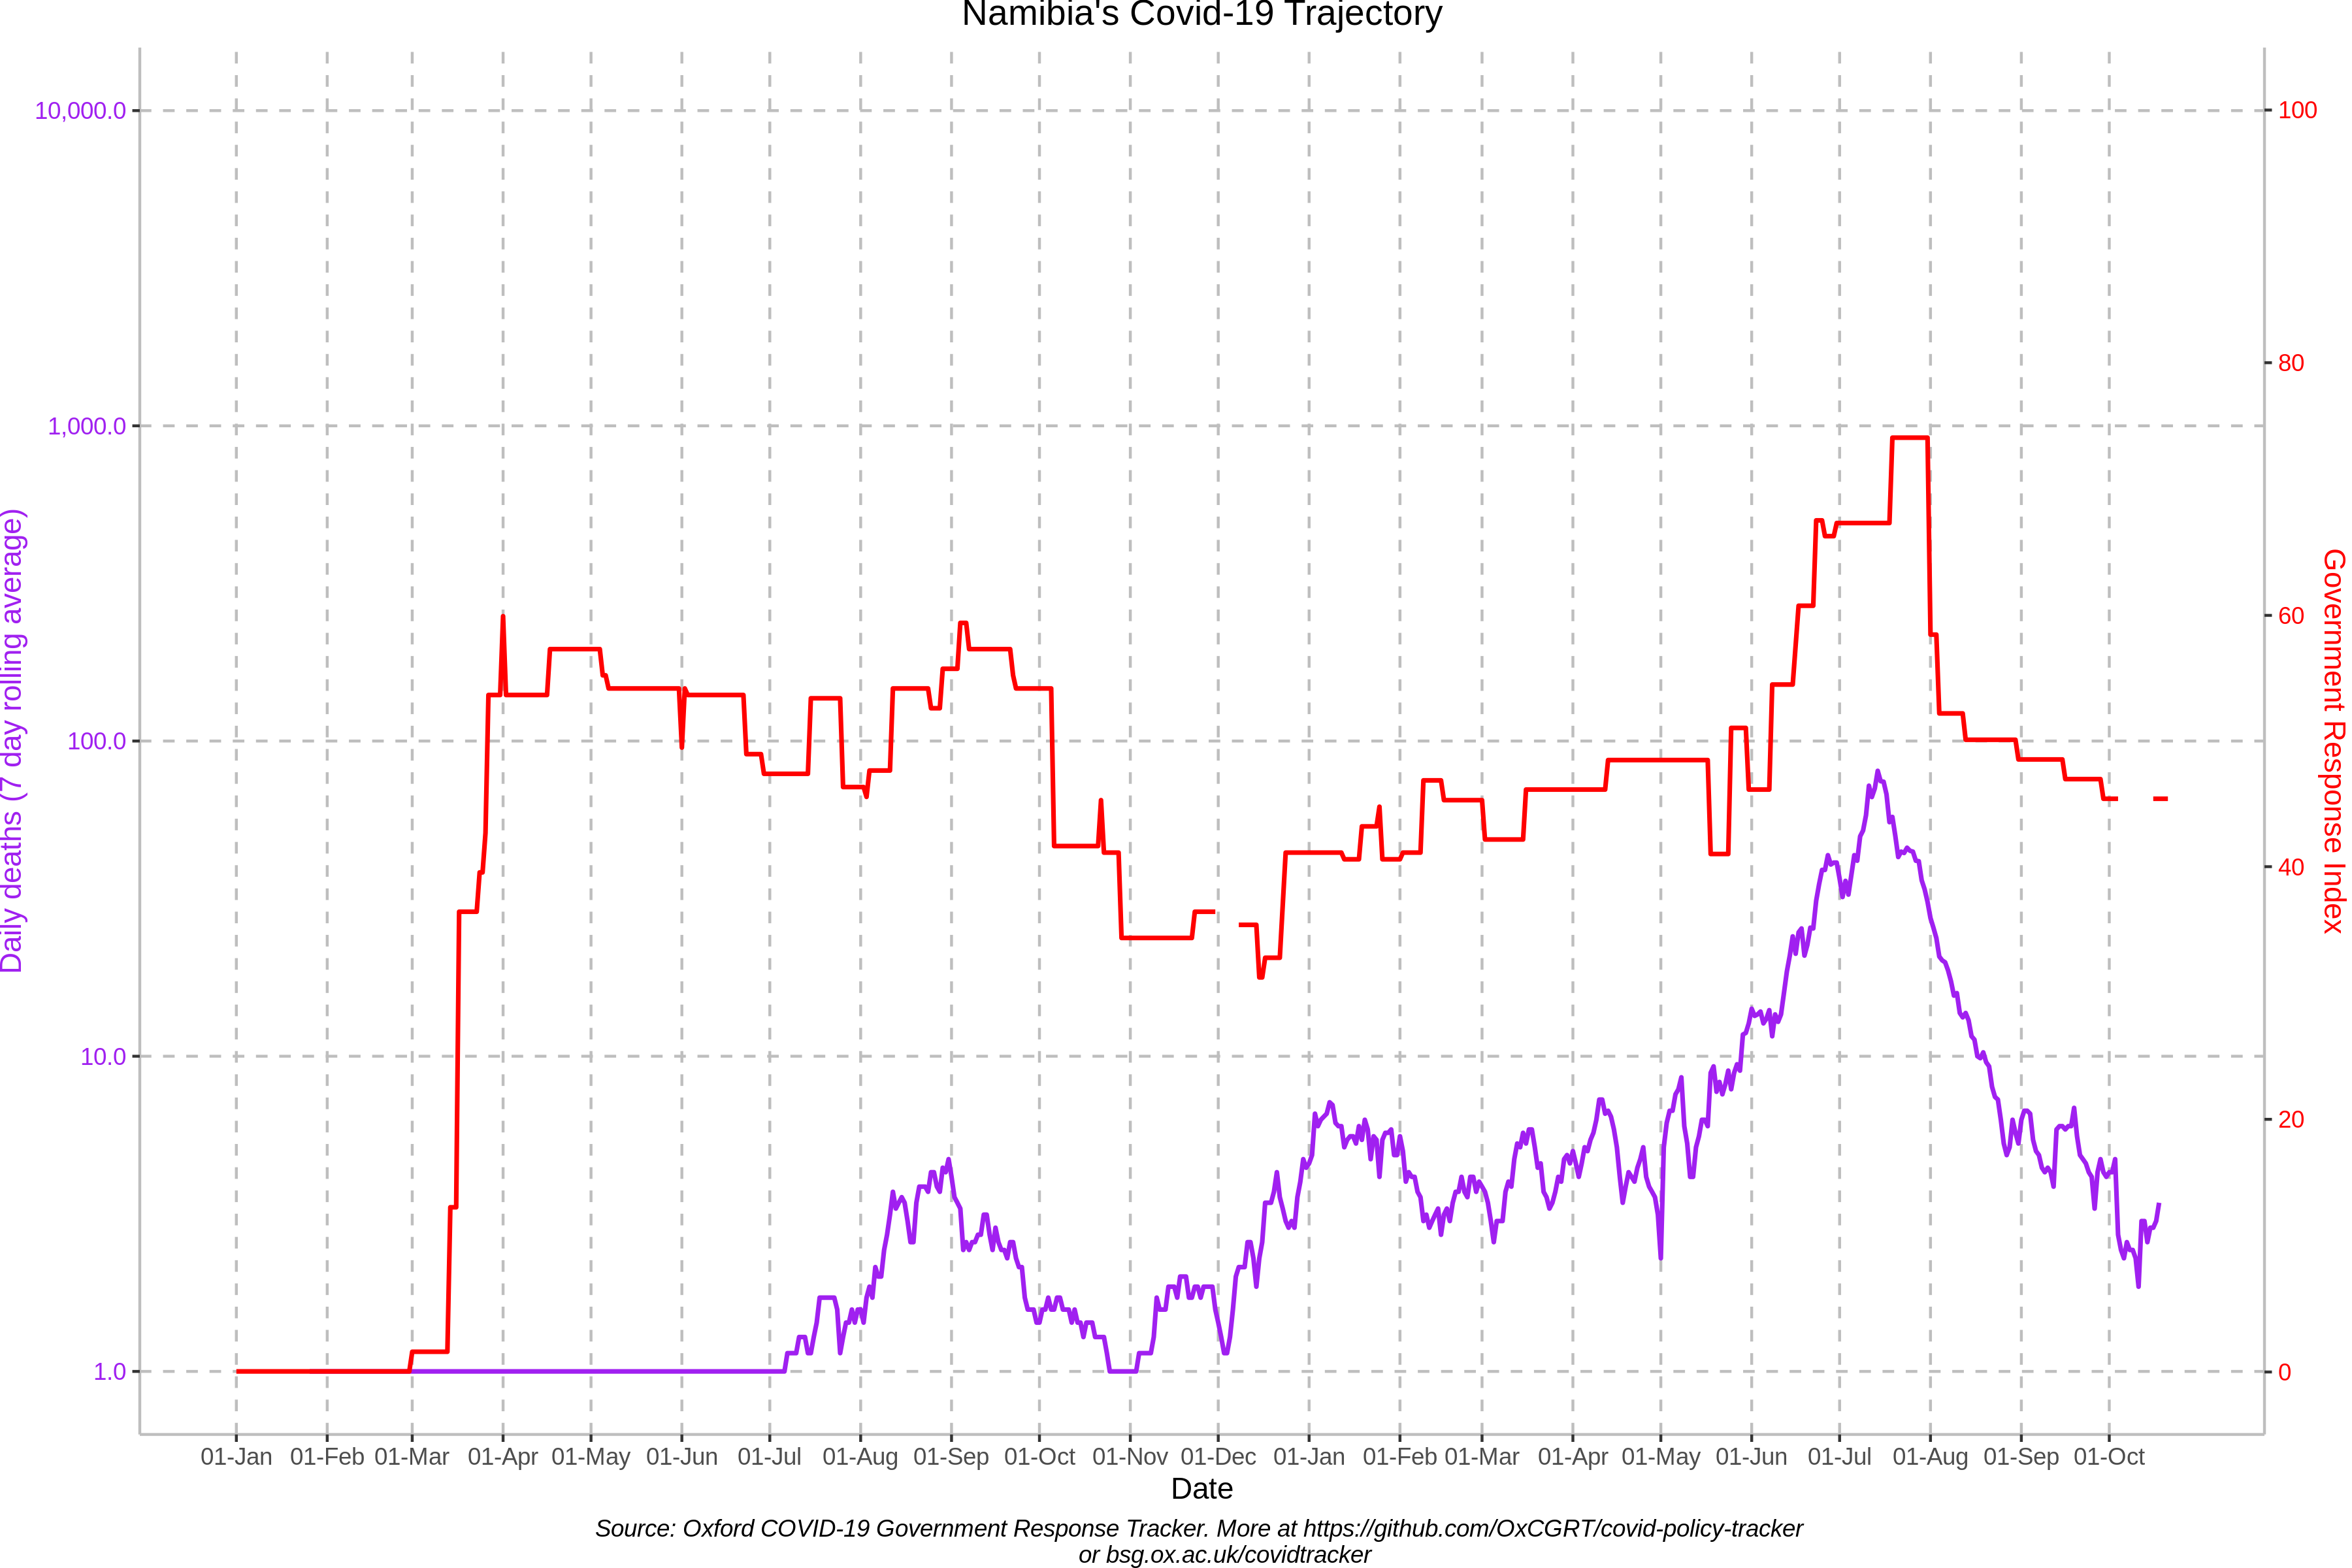 Namibia's Covid-19 Trajectory
10,000.0
1,000.0
100.0
10.0
1.0
Daily deaths (7 day rolling average)
100
80
60
40
20
0
Government Response Index
01-Jan 01-Feb 01-Mar 01-Apr 01-May 01-Jun 01-Jul 01-Aug 01-Sep 01-Oct 01-Nov 01-Dec 01-Jan 01-Feb 01-Mar 01-Apr 01-May 01-Jun 01-Jul 01-Aug 01-Sep 01-Oct
Date
Source: Oxford COVID-19 Government Response Tracker. More at https://github.com/OxCGRT/covid-policy-tracker
or bsg.ox.ac.uk/covidtracker